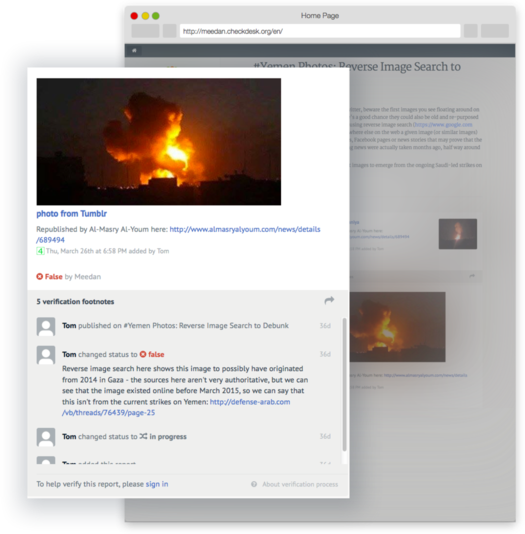 Home Page
http://meedan.checkdesk.org/en/
#Yemen Photos: Reverse Image Search to
photo from Tumblr
Republished by Al-Masry Al-Youm here: http://www.almasryalyoum.com/news/details
/689494
4 Thu, March 26th at 6:58 PM added by Tom
False by Meedan
5 verification footnotes
Tom published on #Yemen Photos: Reverse Image Search to Debunk
36d
Tom changed status to false
36d
Reverse image search here shows this image to possibly have originated
from 2014 in Gaza - the sources here aren't very authoritative, but we can
see that the image existed online before March 2015, so we can say that
this isn't from the current strikes on Yemen: http://defense-arab.com
/vb/threads/76439/page-25
Tom changed status to in progress
36d
Tom added this report
To help verify this report, please sign in
About verification process